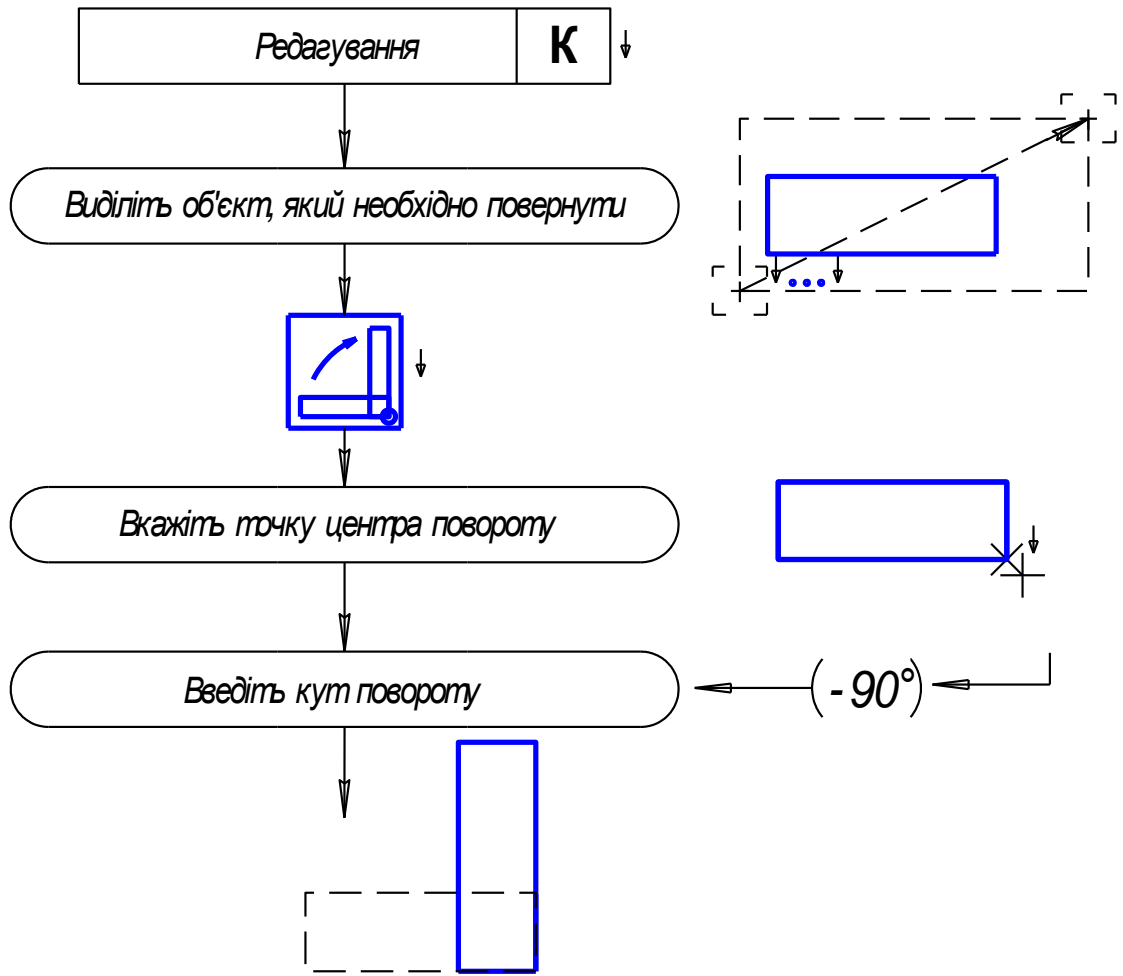 Редагування К
Виділіть об'єкт, який необхідно повернути
Вкажіть точку центра повороту
Введіть кут повороту
(-90°)